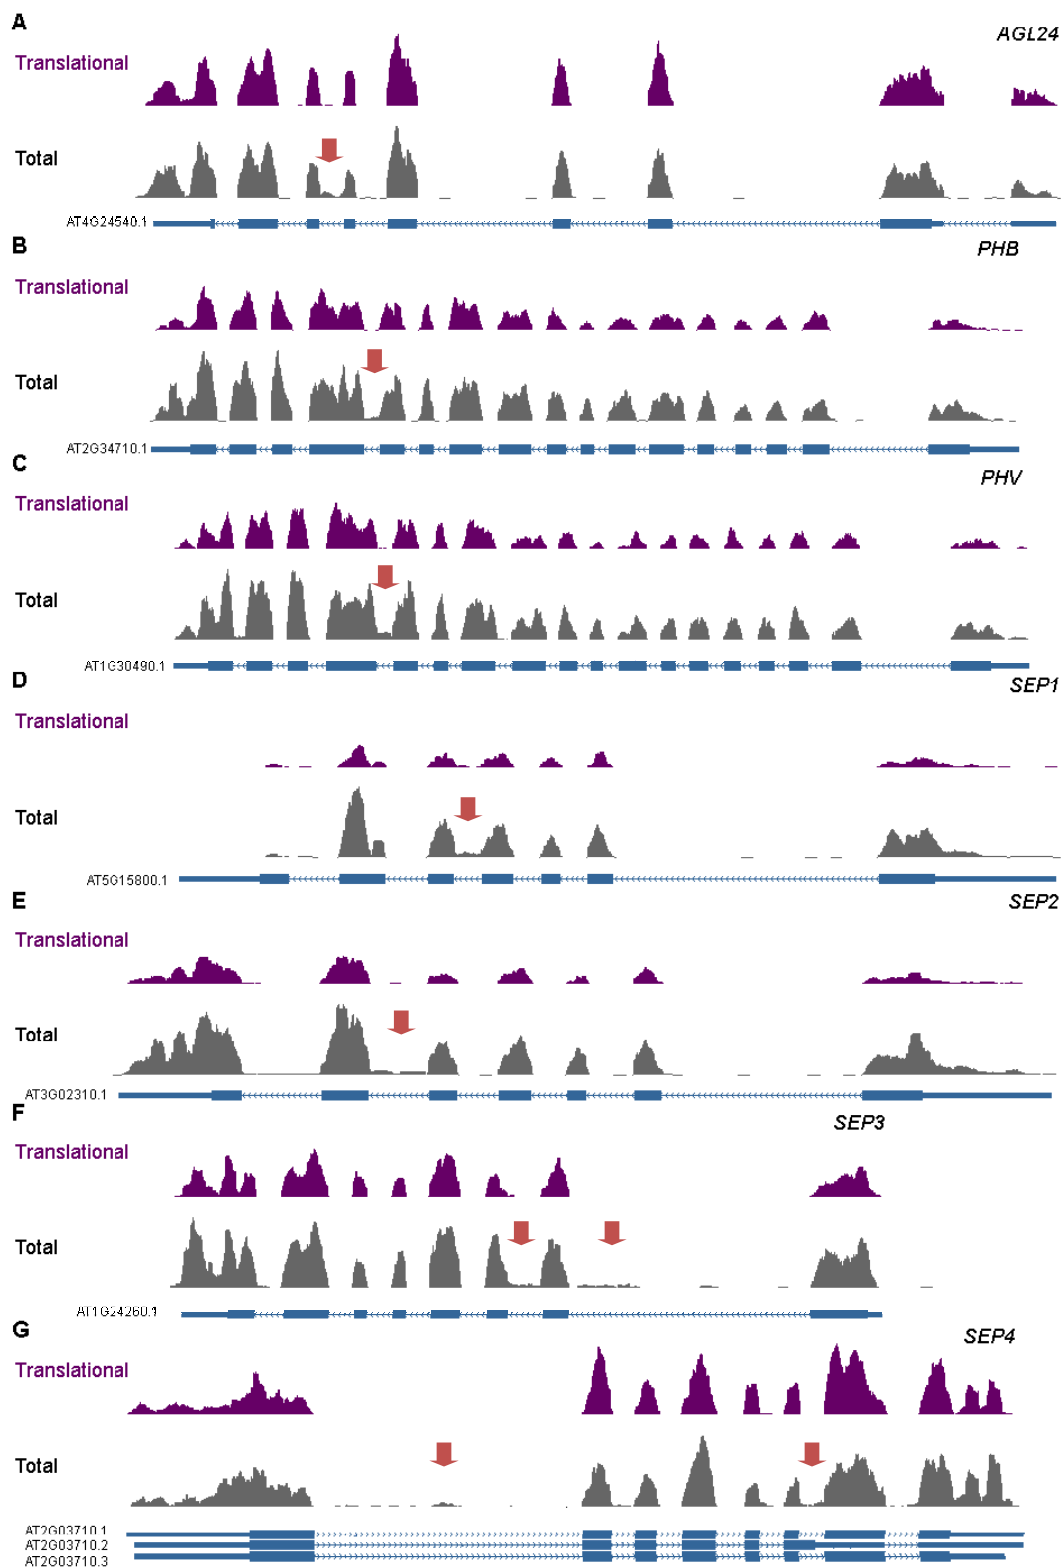 A
AGL24
Translational
Total
AT4G24540.1
B
PHB
Translational
Total
AT2G34710.1
C
PHV
Translational
Total
AT1G30490.1
D
SEP1
Translational
Total
AT5G15800.1
E
SEP2
Translational
Total
AT3G02310.1
F
SEP3
Translational
Total
AT1G24260.1
G
SEP4
Translational
Total
AT2G03710.1
AT2G03710.2
AT2G03710.3